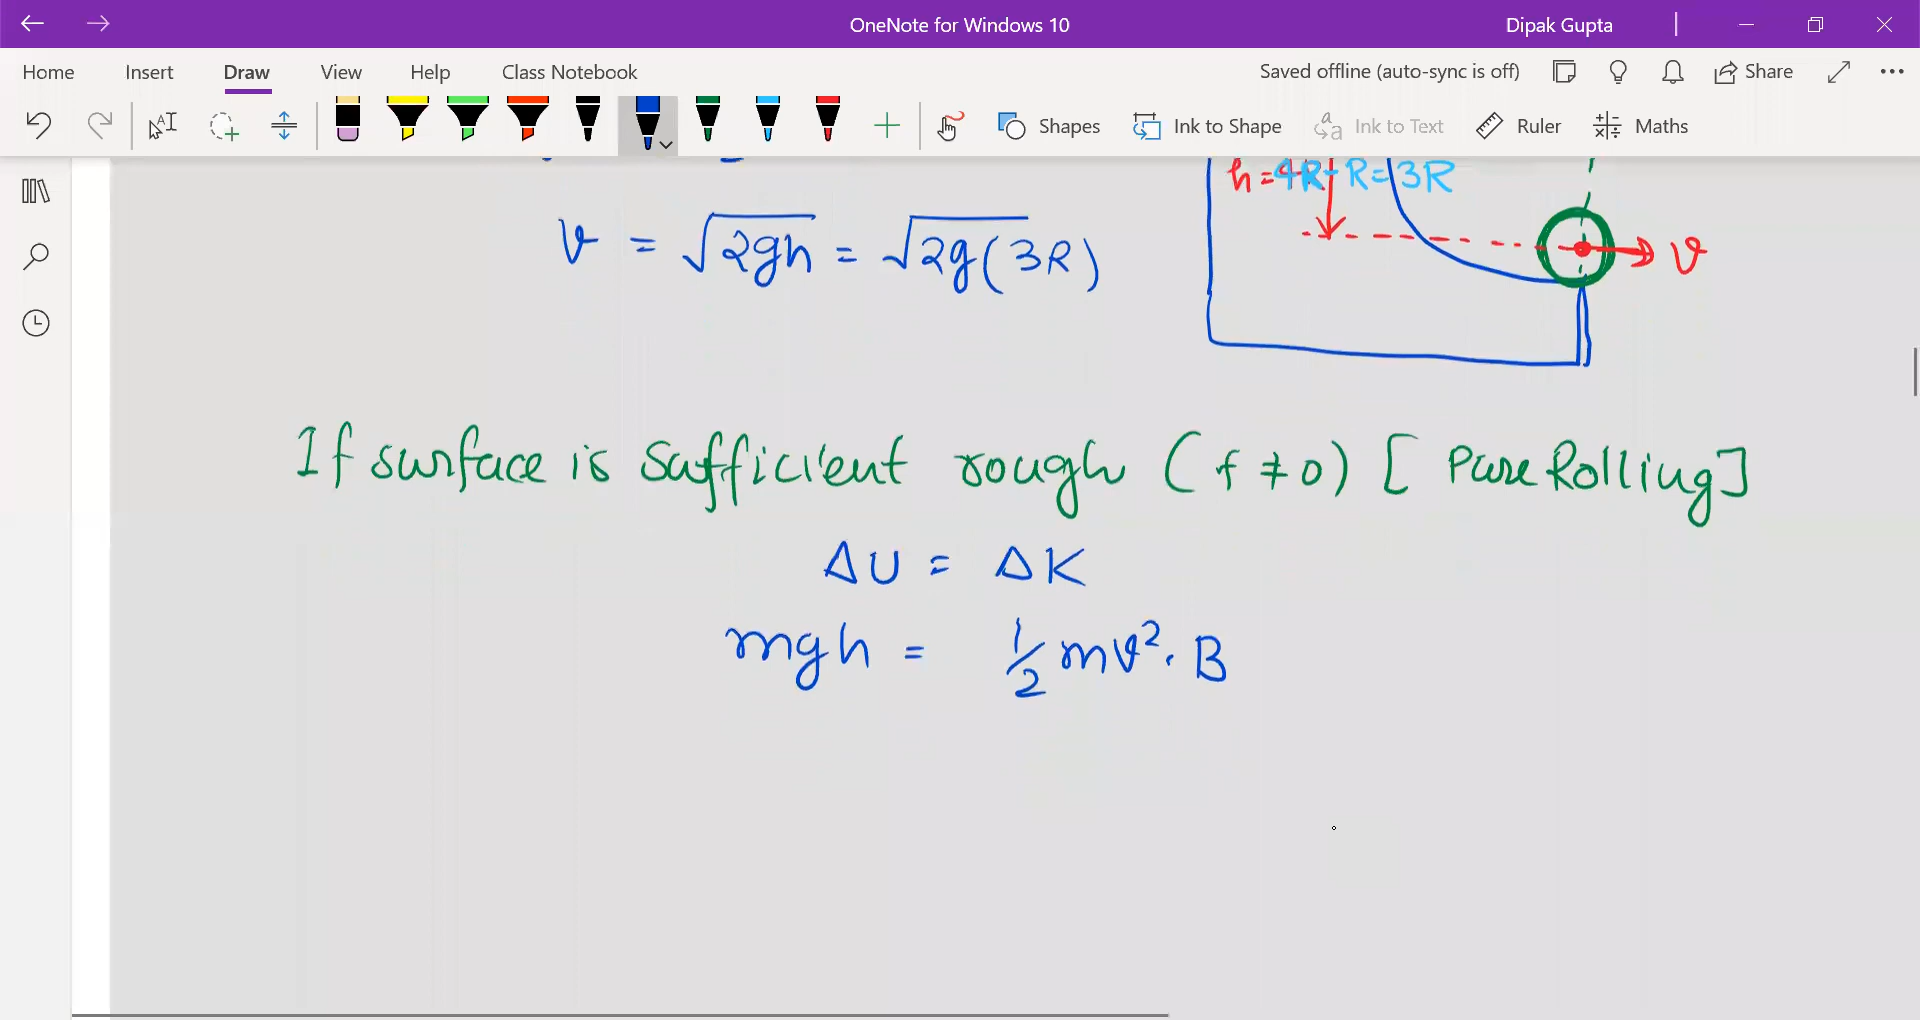 OneNote for Windows 10
Dipak Gupta
Home Insert Draw View Help Class Notebook
Saved offline (auto-sync is off) Share
Shapes Ink to Shape Ink to Text Ruler Maths
h = 4R - R = 3R
v = √2gh = √2g(3R)
v
If surface is sufficient rough (f ≠ 0) [Pure Rolling]
ΔU = ΔK
mgh = 1/2 mv². B